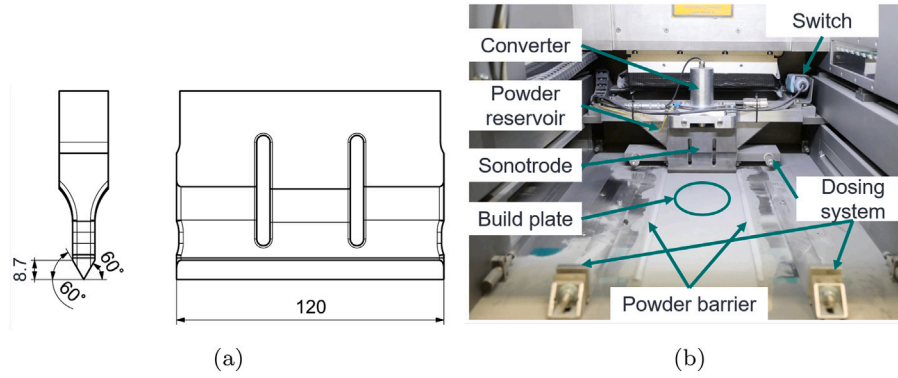 8.7
60°
60°
120
(a)
Converter
Switch
Powder
reservoir
Sonotrode
Build plate
Dosing
system
Powder barrier
(b)